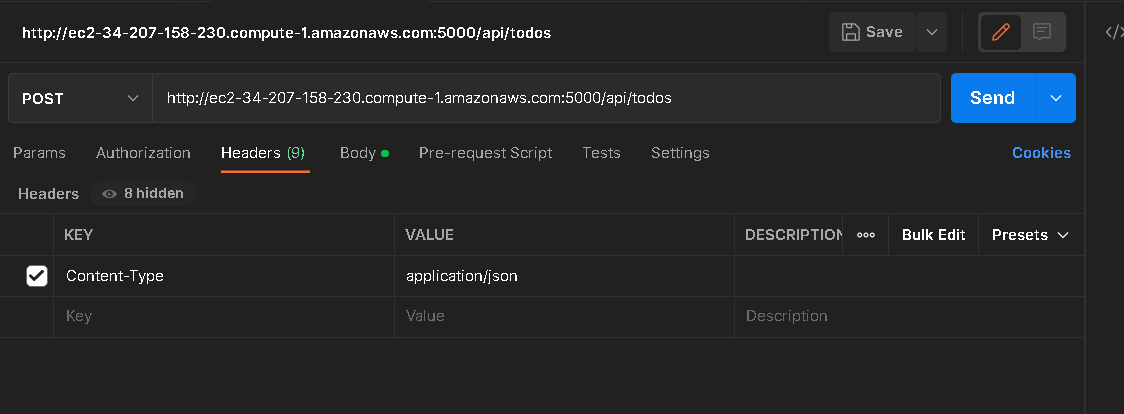 http://ec2-34-207-158-230.compute-1.amazonaws.com:5000/api/todos Save
POST http://ec2-34-207-158-230.compute-1.amazonaws.com:5000/api/todos Send
Params Authorization Headers (9) Body Pre-request Script Tests Settings Cookies
Headers 8 hidden
KEY VALUE DESCRIPTION Bulk Edit Presets
Content-Type application/json
Key Value Description